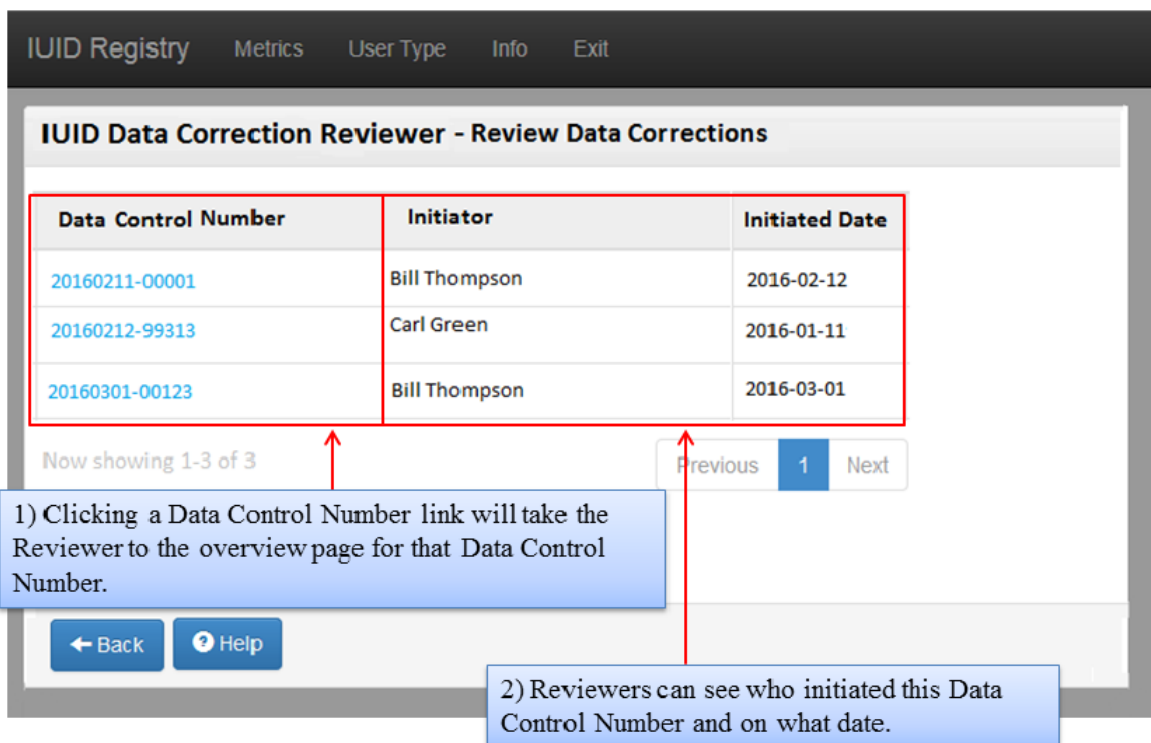 IUID Registry Metrics User Type Info Exit
IUID Data Correction Reviewer - Review Data Corrections
Data Control Number Initiator Initiated Date
20160211-00001 Bill Thompson 2016-02-12
20160212-99313 Carl Green 2016-01-11
20160301-00123 Bill Thompson 2016-03-01
Now showing 1-3 of 3 Previous 1 Next
1) Clicking a Data Control Number link will take the
Reviewer to the overview page for that Data Control
Number.
Back Help
2) Reviewers can see who initiated this Data
Control Number and on what date.